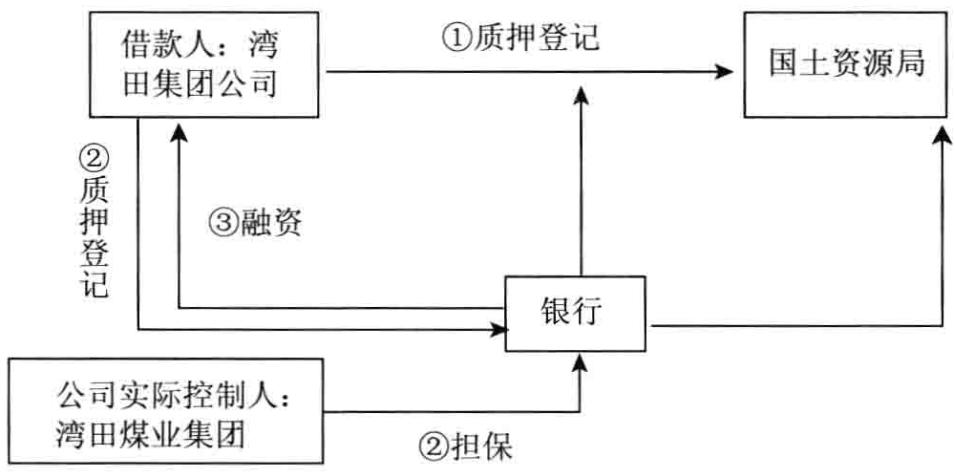 借款人：湾
田集团公司
①质押登记
国土资源局
②质押登记
③融资
银行
公司实际控制人：
湾田煤业集团
②担保